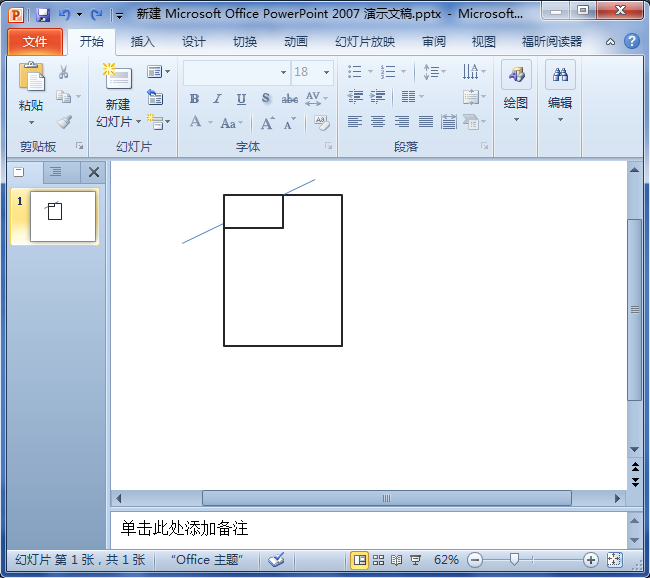 新建 Microsoft Office PowerPoint 2007 演示文稿.pptx - Microsoft...
文件 开始 插入 设计 切换 动画 幻灯片放映 审阅 视图 福昕阅读器
粘贴
剪贴板
新建
幻灯片
幻灯片
18
B I U S abc AV
A Aa A A
字体
段落
绘图
编辑
1
单击此处添加备注
幻灯片 第 1 张，共 1 张 "Office 主题" 62%